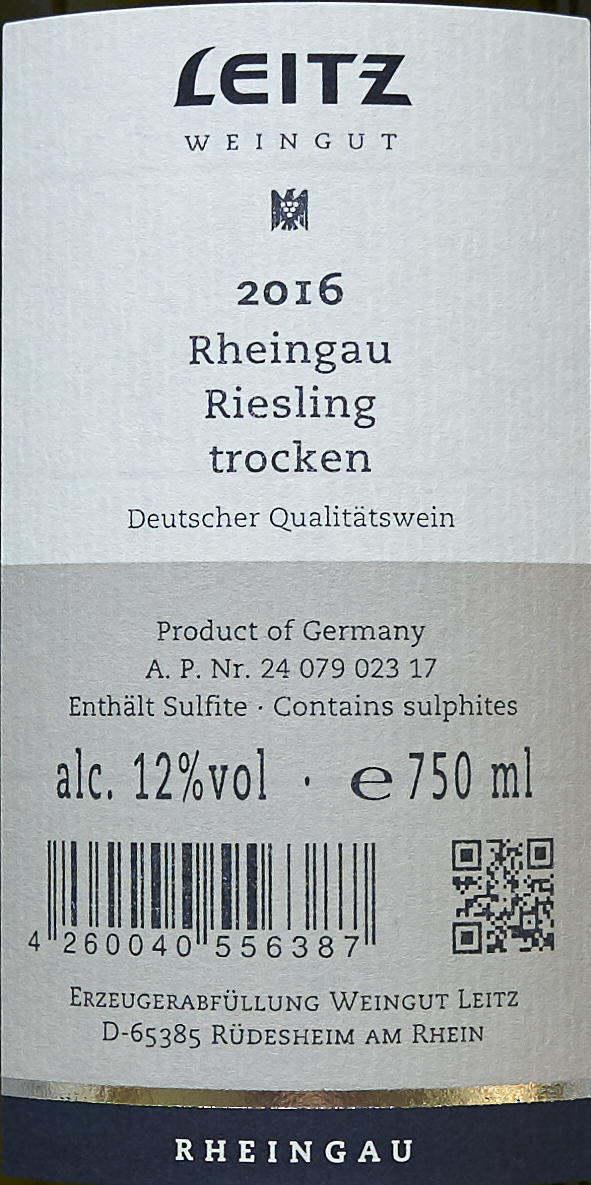 LEITZ
WEINGUT
2016
Rheingau
Riesling
trocken
Deutscher Qualitätswein
Product of Germany
A. P. Nr. 24 079 023 17
Enthält Sulfite · Contains sulphites
alc. 12%vol · ℮ 750 ml
4 260040 556387
ERZEUGERABFÜLLUNG WEINGUT LEITZ
D-65385 RÜDESHEIM AM RHEIN
RHEINGAU